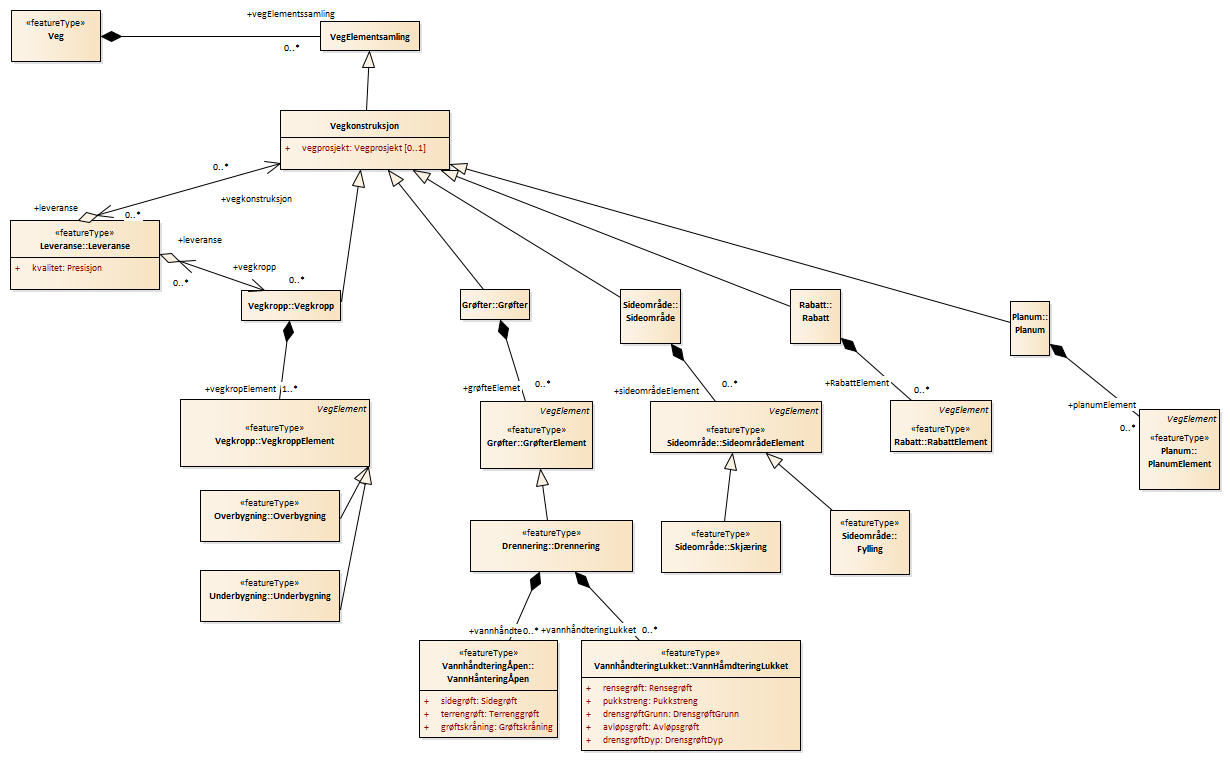 +vegElementssamling
«featureType»
Veg
VegElementsamling
0..*
Vegkonstruksjon
+ vegprosjekt: Vegprosjekt [0..1]
0..*
+vegkonstruksjon
+leveranse
0..*
«featureType»
Leveranse::Leveranse
+ kvalitet: Presisjon
+leveranse
+vegkropp
0..*
0..*
Vegkropp::Vegkropp
Grøfter::Grøfter
Sideområde::
Sideområde
Rabatt::
Rabatt
Planum::
Planum
+vegkropElement
1..*
+grøfteElemet
0..*
+sideområdeElement
0..*
+RabattElement
0..*
+planumElement
0..*
VegElement
«featureType»
Vegkropp::VegkroppElement
VegElement
«featureType»
Grøfter::GrøfterElement
VegElement
«featureType»
Sideområde::SideområdeElement
VegElement
«featureType»
Rabatt::RabattElement
VegElement
«featureType»
Planum::
PlanumElement
«featureType»
Overbygning::Overbygning
«featureType»
Drennering::Drennering
«featureType»
Sideområde::Skjæring
«featureType»
Sideområde::
Fylling
«featureType»
Underbygning::Underbygning
+vannhåndte
0..*
+vannhåndteringLukket
0..*
«featureType»
VannhåndteringÅpen::
VannHånteringÅpen
+ sidegrøft: Sidegrøft
+ terrengrøft: Terrenggrøft
+ grøftskråning: Grøftskråning
«featureType»
VannhåndteringLukket::VannHåmdteringLukket
+ rensegrøft: Rensegrøft
+ pukkstreng: Pukkstreng
+ drensgrøftGrunn: DrensgrøftGrunn
+ avløpsgrøft: Avløpsgrøft
+ drensgrøftDyp: DrensgrøftDyp